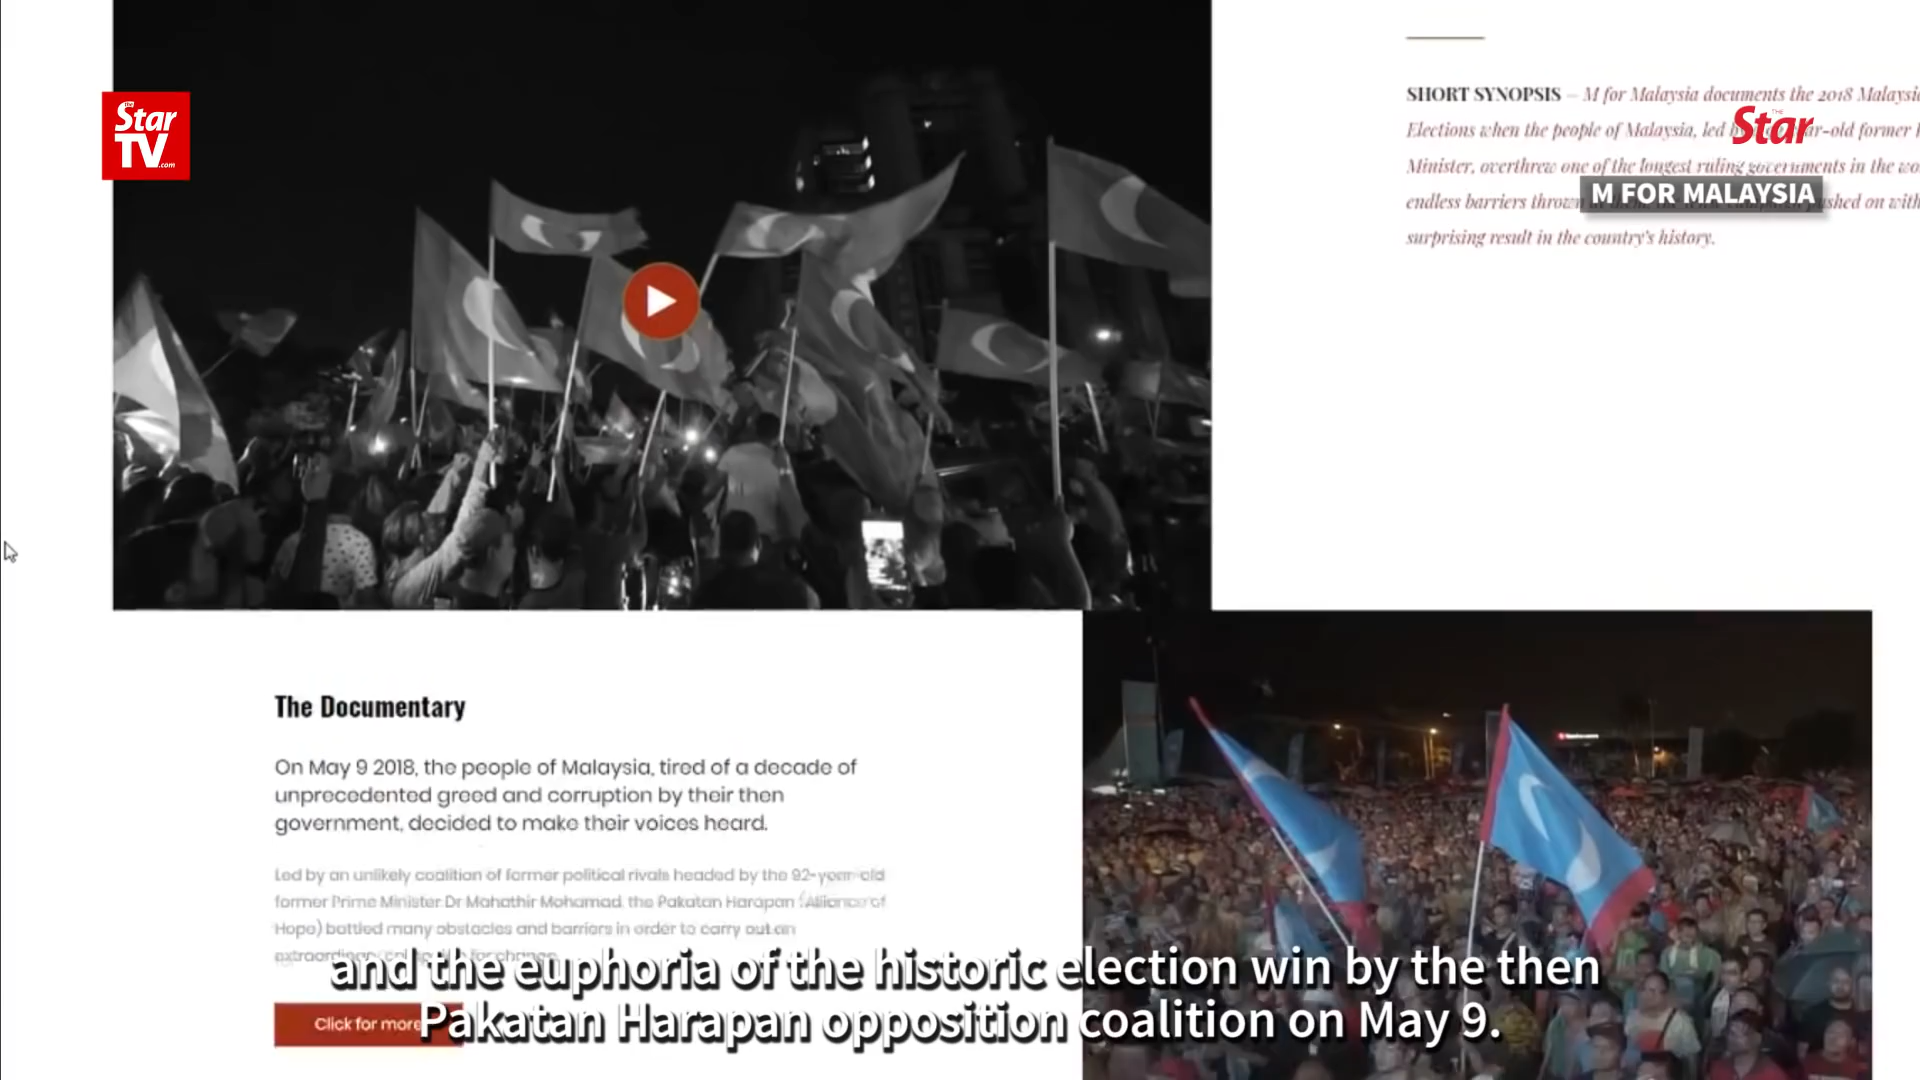 The
Star
TV
.com
SHORT SYNOPSIS — M for Malaysia documents the 2018
Elections when the people of Malaysia, led former
Minister, overthrew one of the longest ruling governments in the
endless barriers thrown pushed on with
surprising result in the country's history.
Star
M FOR MALAYSIA
The Documentary
On May 9 2018, the people of Malaysia, tired of a decade of
unprecedented greed and corruption by their then
government, decided to make their voices heard.
Led by an unlikely coalition of former political rivals headed by the 92-year-old
former Prime Minister Dr Mahathir Mohamad, the Pakatan Harapan (Alliance of
Hope) battled many obstacles and barriers in order to carry out an
and the euphoria of the historic election win by the then
Click for more
Pakatan Harapan opposition coalition on May 9.